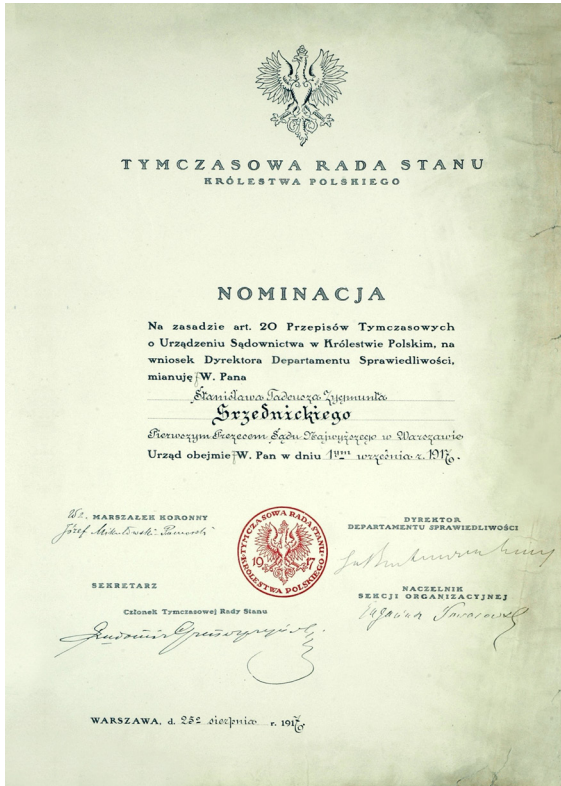 TYMCZASOWA RADA STANU
KRÓLESTWA POLSKIEGO
NOMINACJA
Na zasadzie art. 20 Przepisów Tymczasowych
o Urządzeniu Sądownictwa w Królestwie Polskim, na
wniosek Dyrektora Departamentu Sprawiedliwości,
mianuję JW. Pana
Stanisława Tadeusza Zygmunta
Srzednickiego
Pierwszym Prezesem Sądu Najwyższego w Warszawie
Urząd obejmie JW. Pan w dniu 1ym września r. 1917.
MARSZAŁEK KORONNY
Józef Mikułowski-Pomorski
TYMCZASOWA RADA STANU
1917
KRÓLESTWA POLSKIEGO
DYREKTOR
DEPARTAMENTU SPRAWIEDLIWOŚCI
SEKRETARZ
Członek Tymczasowej Rady Stanu
NACZELNIK
SEKCJI ORGANIZACYJNEJ
WARSZAWA, d. 25 sierpnia r. 1917